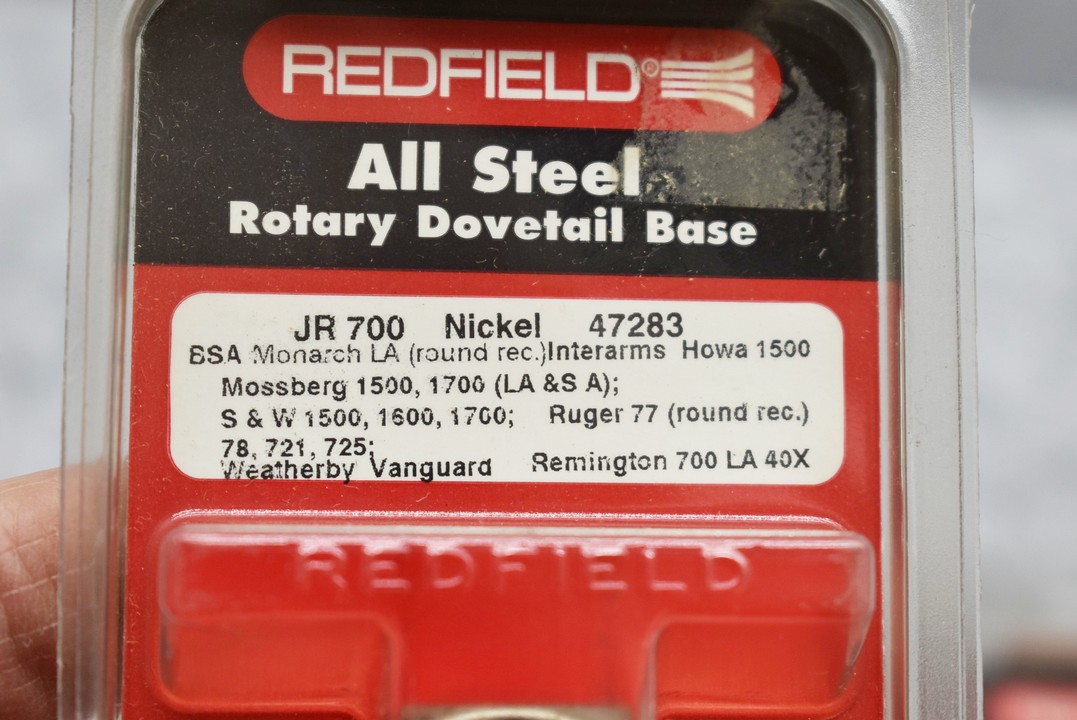 REDFIELD®
All Steel
Rotary Dovetail Base
JR 700 Nickel 47283
BSA Monarch LA (round rec.)Interarms Howa 1500
Mossberg 1500, 1700 (LA &S A);
S & W 1500, 1600, 1700; Ruger 77 (round rec.)
78, 721, 725;
Weatherby Vanguard Remington 700 LA 40X
REDFIELD